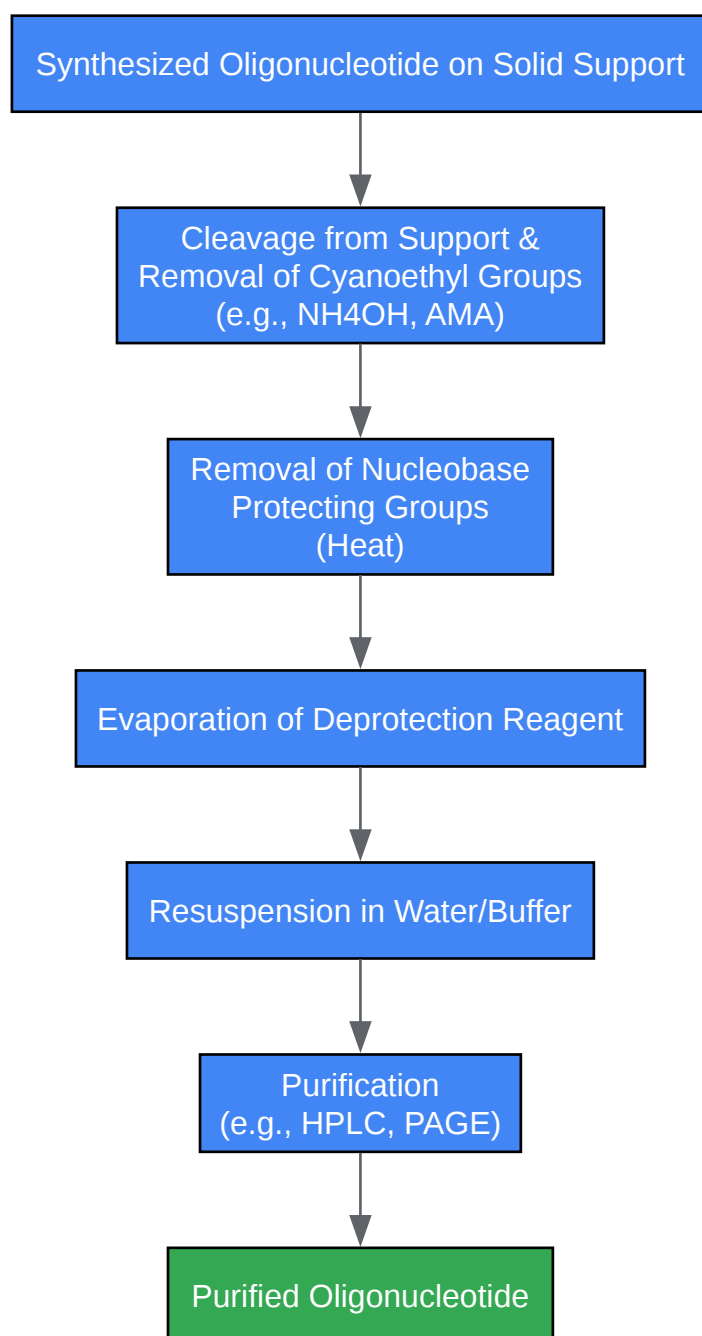 Synthesized Oligonucleotide on Solid Support
Cleavage from Support &
Removal of Cyanoethyl Groups
(e.g., NH4OH, AMA)
Removal of Nucleobase
Protecting Groups
(Heat)
Evaporation of Deprotection Reagent
Resuspension in Water/Buffer
Purification
(e.g., HPLC, PAGE)
Purified Oligonucleotide